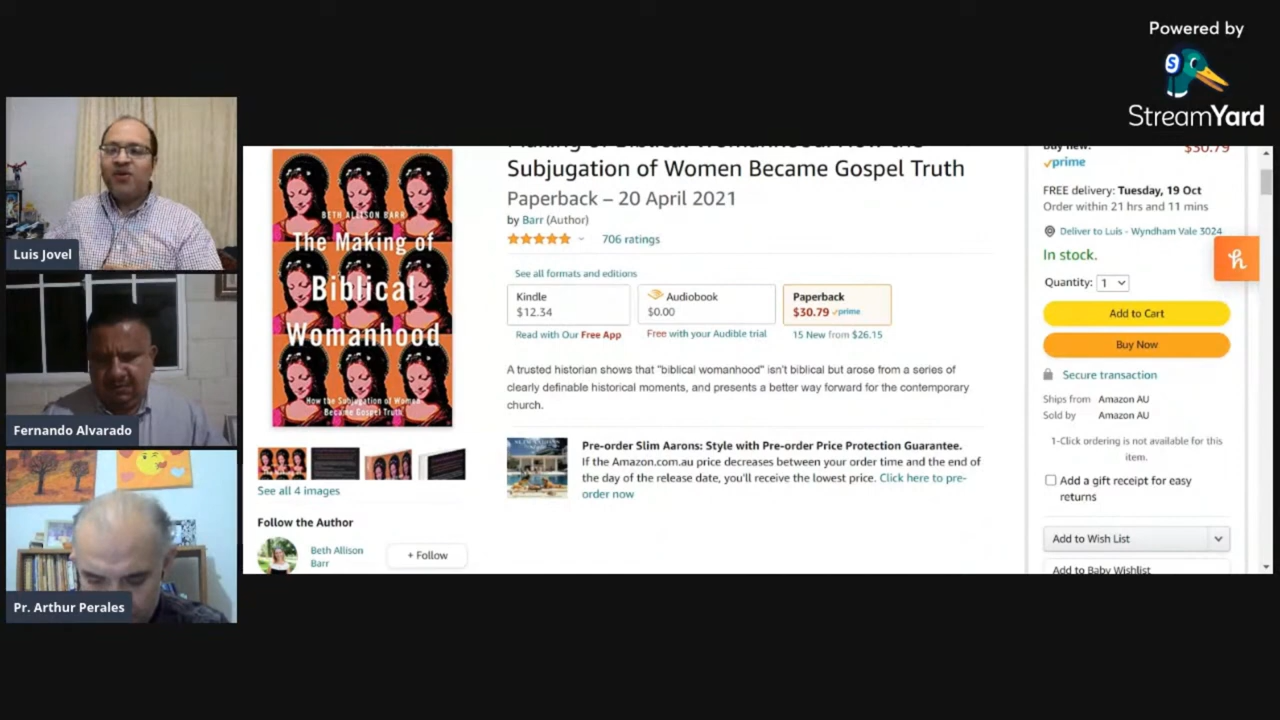 Powered by
StreamYard
Luis Jovel
Fernando Alvarado
Pr. Arthur Perales
BETH ALLISON BARR
The Making of
Biblical
Womanhood
How the Subjugation of Women
Became Gospel Truth
See all 4 images
Follow the Author
Beth Allison
Barr
+ Follow
Making of Biblical Womanhood: How the
Subjugation of Women Became Gospel Truth
Paperback – 20 April 2021
by Barr (Author)
706 ratings
See all formats and editions
Kindle
$12.34
Read with Our Free App
Audiobook
$0.00
Free with your Audible trial
Paperback
$30.79 prime
15 New from $26.15
A trusted historian shows that "biblical womanhood" isn't biblical but arose from a series of
clearly definable historical moments, and presents a better way forward for the contemporary
church.
Pre-order Slim Aarons: Style with Pre-order Price Protection Guarantee.
If the Amazon.com.au price decreases between your order time and the end of
the day of the release date, you'll receive the lowest price. Click here to pre-
order now
Buy new: $30.79
prime
FREE delivery: Tuesday, 19 Oct
Order within 21 hrs and 11 mins
Deliver to Luis - Wyndham Vale 3024
In stock.
Quantity: 1
Add to Cart
Buy Now
Secure transaction
Ships from Amazon AU
Sold by Amazon AU
1-Click ordering is not available for this
item.
Add a gift receipt for easy
returns
Add to Wish List
Add to Baby Wishlist